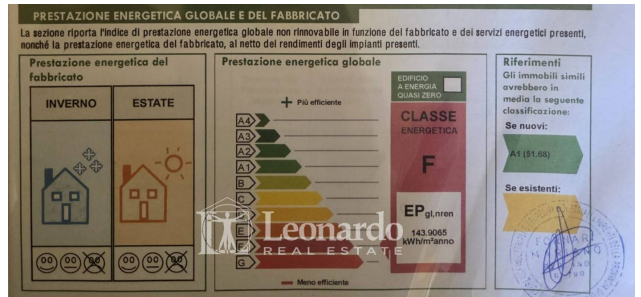 PRESTAZIONE ENERGETICA GLOBALE E DEL FABBRICATO
La sezione riporta l'indice di prestazione energetica globale non rinnovabile in funzione del fabbricato e dei servizi energetici presenti,
nonché la prestazione energetica del fabbricato, al netto dei rendimenti degli impianti presenti.
Prestazione energetica del
fabbricato
INVERNO
ESTATE
Prestazione energetica globale
Più efficiente
A4
A3
A2
A1
B
C
E
F
G
Meno efficiente
EDIFICIO
A ENERGIA
QUASI ZERO
CLASSE
ENERGETICA
F
EPgl,nren
143.9065
kWh/m²anno
Riferimenti
Gli immobili simili
avrebbero in
media la seguente
classificazione:
Se nuovi:
A1 (51,68)
Se esistenti:
Leonardo
REAL ESTATE